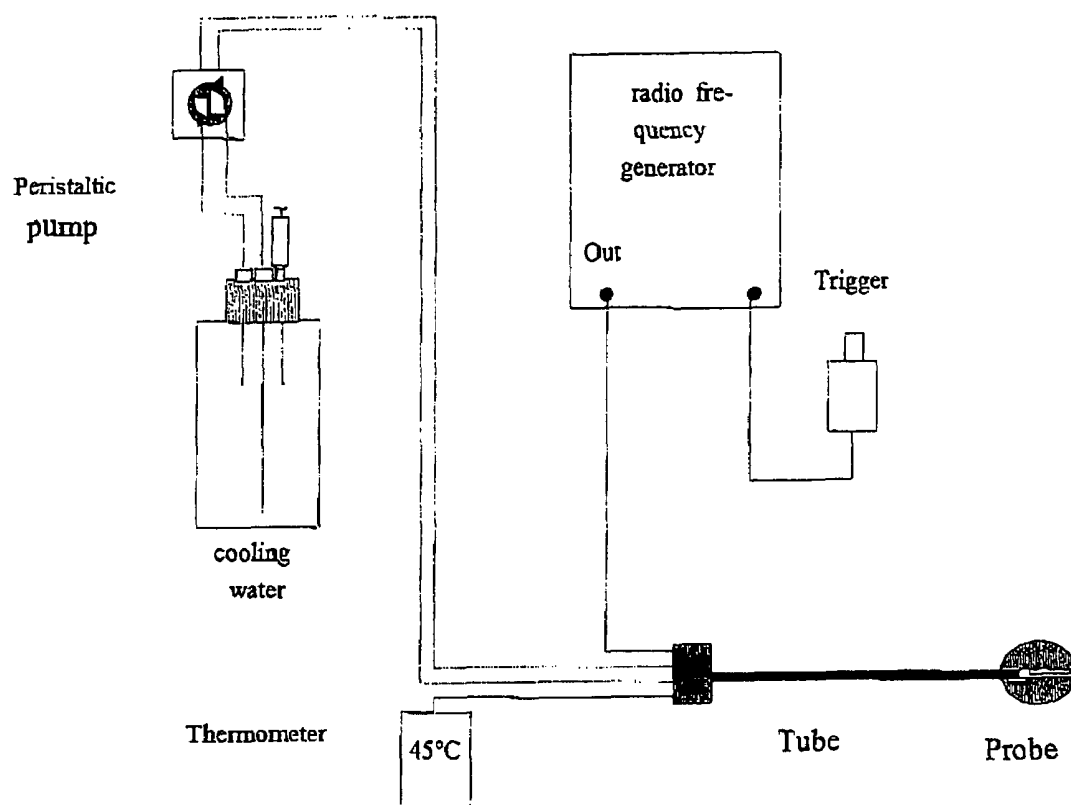 radio fre-
quency
generator
Peristaltic
pump
Out
Trigger
cooling
water
Thermometer
45°C
Tube
Probe